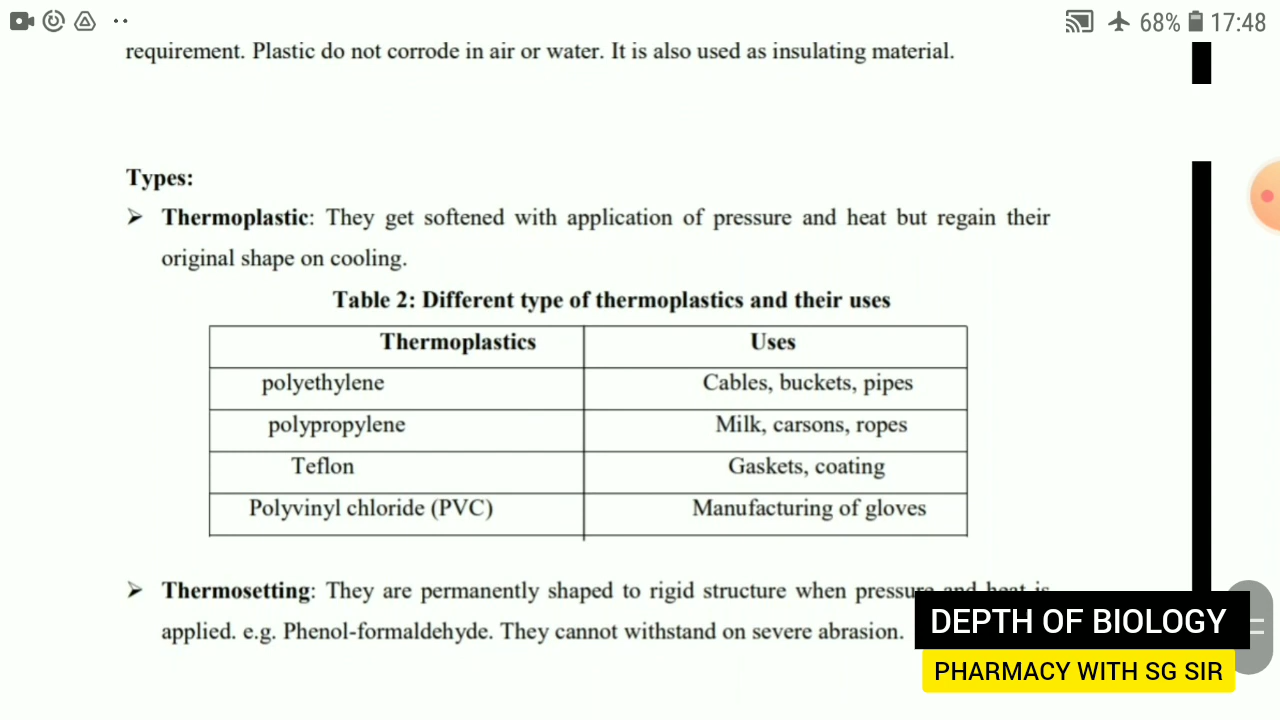 68% 17:48
requirement. Plastic do not corrode in air or water. It is also used as insulating material.
Types:
➢ Thermoplastic: They get softened with application of pressure and heat but regain their
original shape on cooling.
Table 2: Different type of thermoplastics and their uses
Thermoplastics Uses
polyethylene Cables, buckets, pipes
polypropylene Milk, carsons, ropes
Teflon Gaskets, coating
Polyvinyl chloride (PVC) Manufacturing of gloves
➢ Thermosetting: They are permanently shaped to rigid structure when pressure and heat is
applied. e.g. Phenol-formaldehyde. They cannot withstand on severe abrasion.
DEPTH OF BIOLOGY
PHARMACY WITH SG SIR